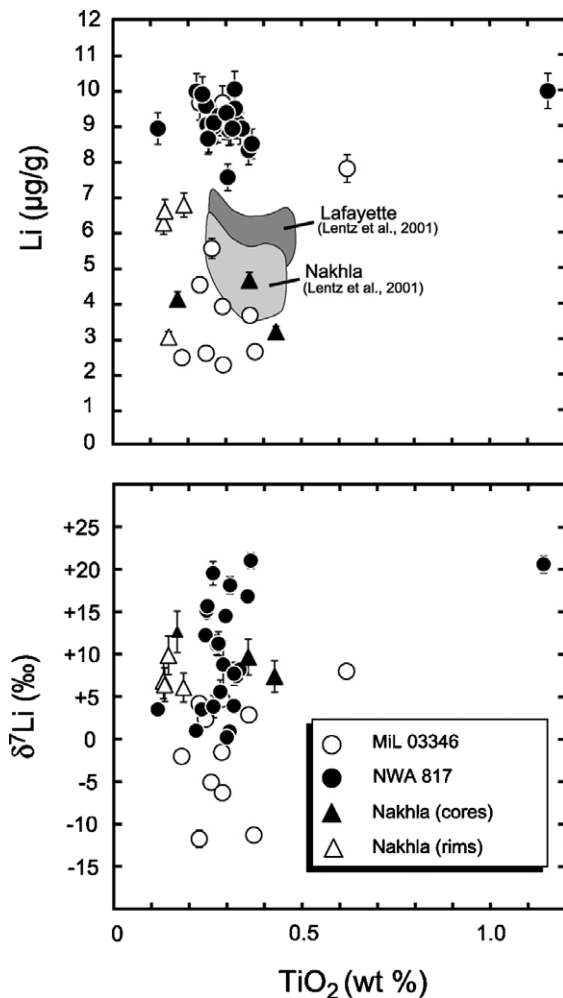 12
11
10
9
8
7
6
5
4
3
2
1
0
Li (µg/g)
Lafayette
(Lentz et al., 2001)
Nakhla
(Lentz et al., 2001)
+25
+20
+15
+10
+5
0
-5
-10
-15
δ⁷Li (‰)
MiL 03346
NWA 817
Nakhla (cores)
Nakhla (rims)
0
0.5
1.0
TiO₂ (wt %)